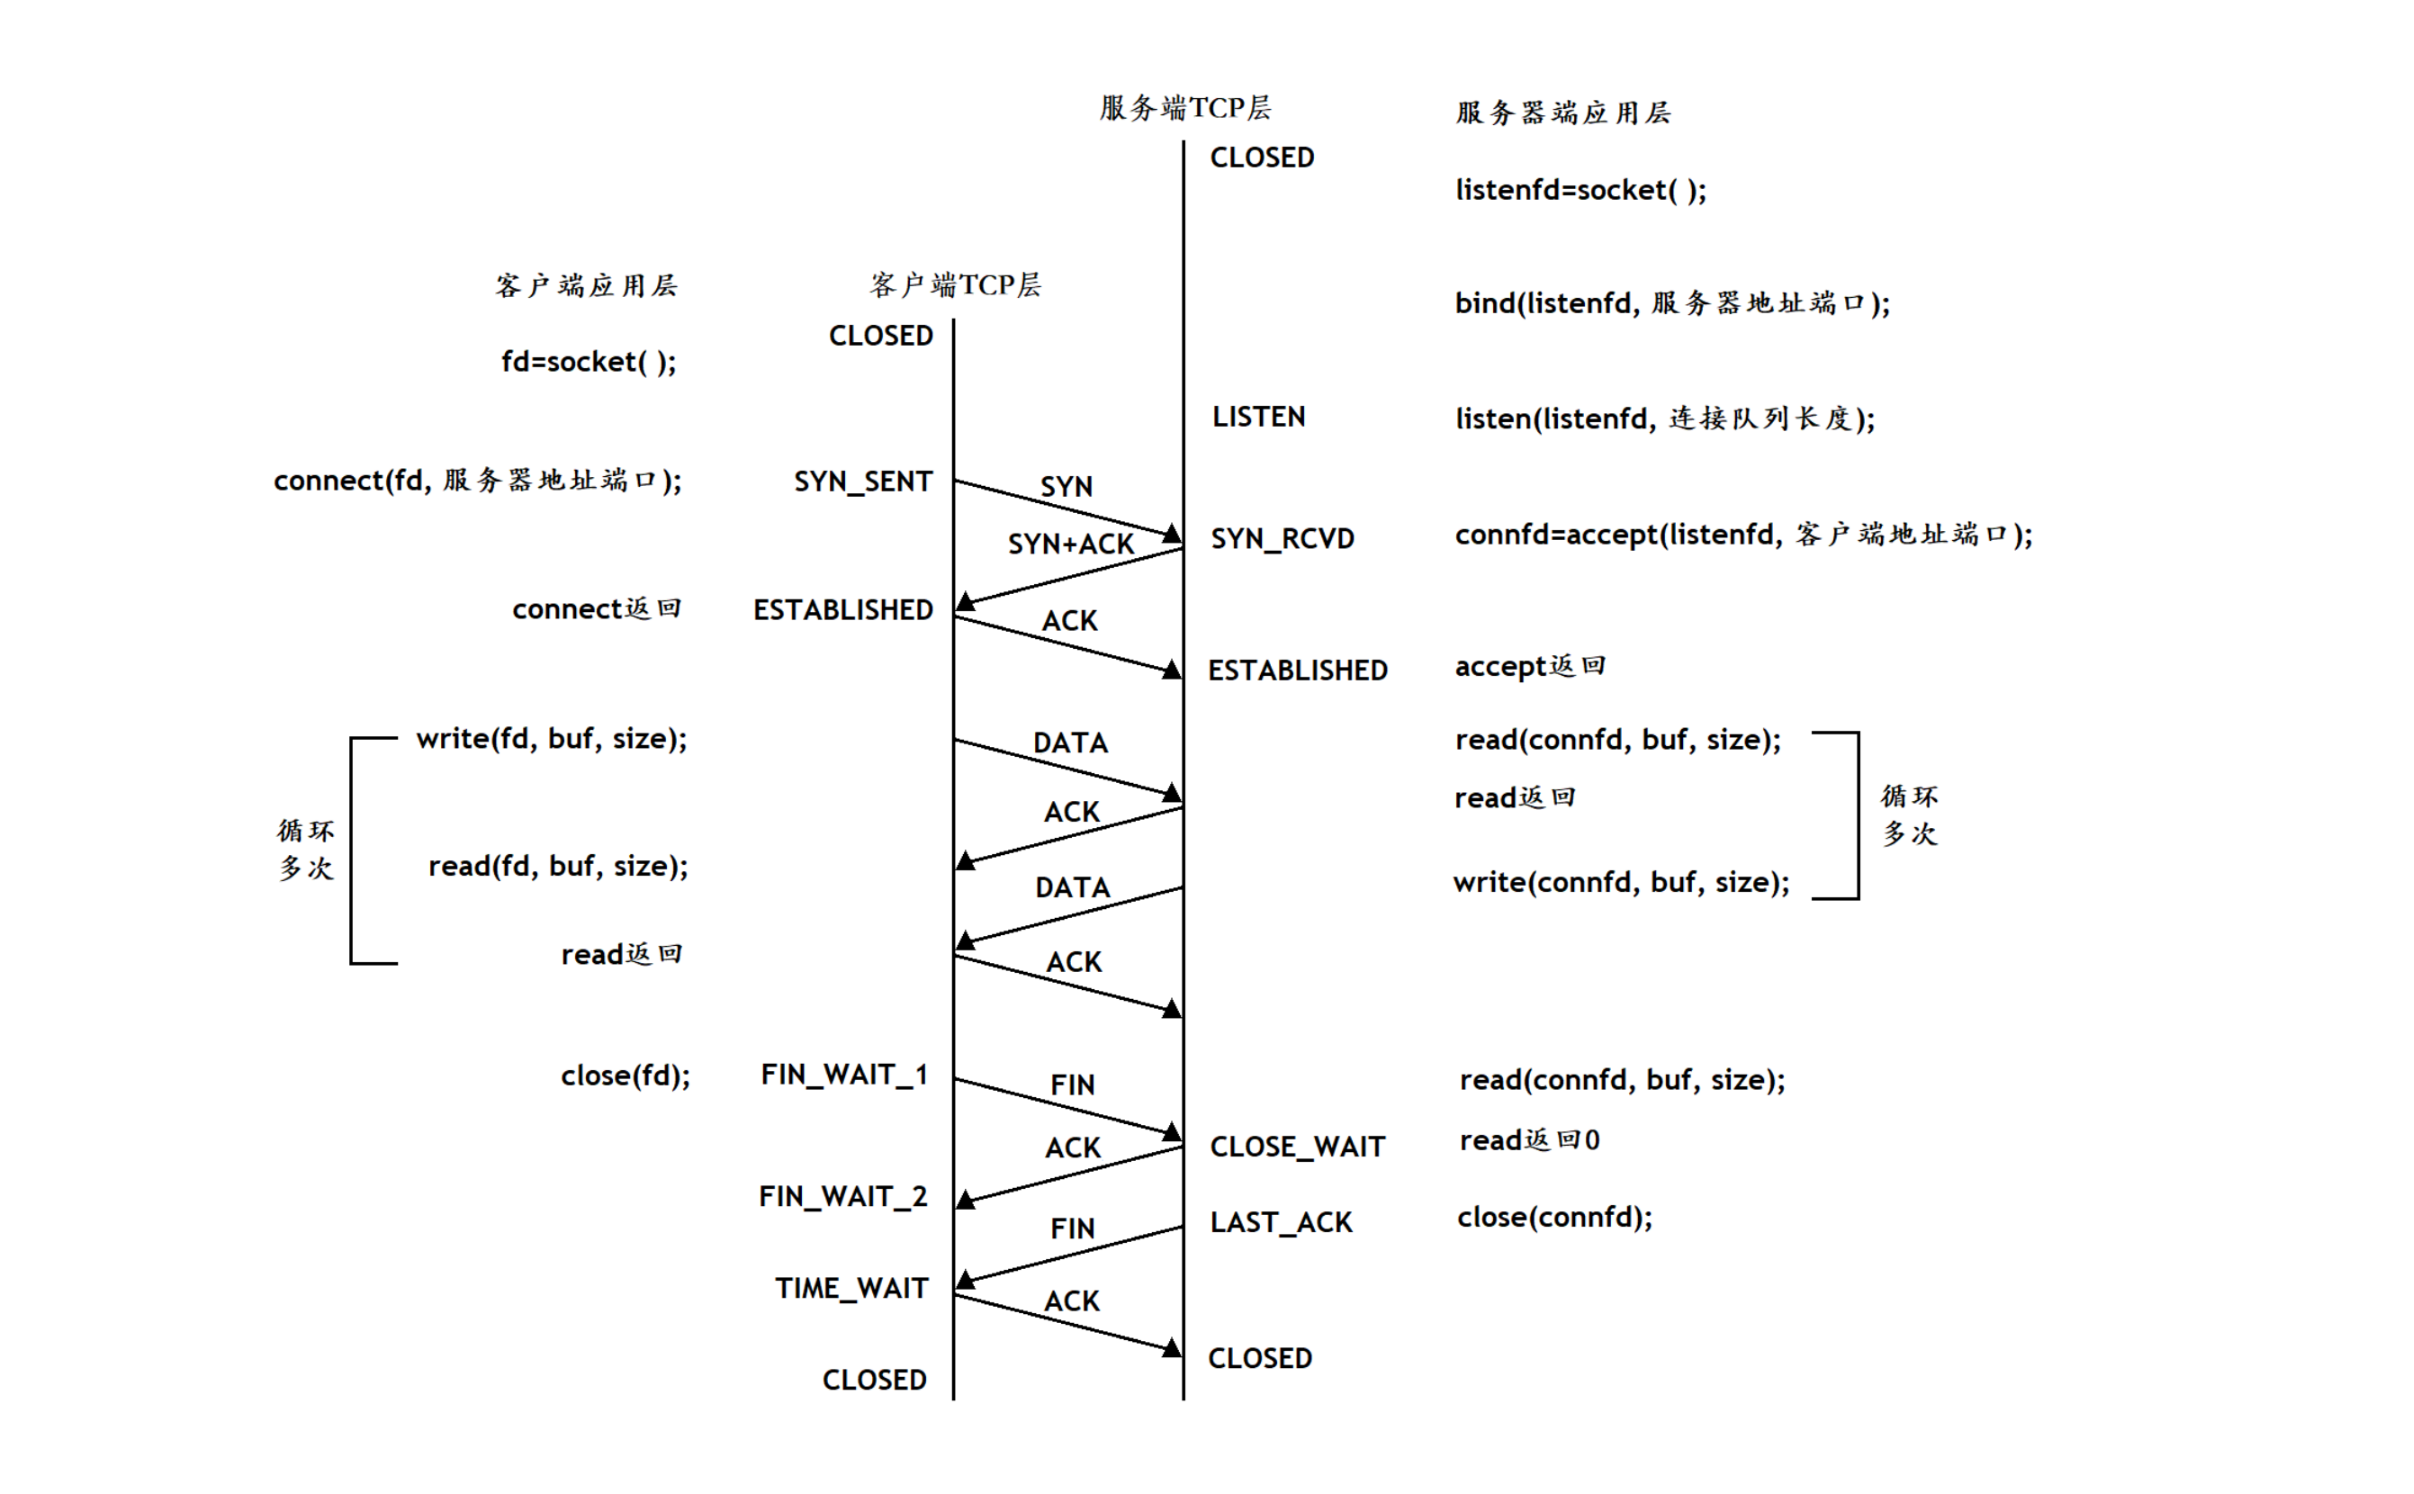 服务端TCP层
服务器端应用层
CLOSED
listenfd=socket( );
客户端应用层
客户端TCP层
bind(listenfd, 服务器地址端口);
CLOSED
fd=socket( );
LISTEN
listen(listenfd, 连接队列长度);
connect(fd, 服务器地址端口);
SYN_SENT
SYN
SYN+ACK
SYN_RCVD
connfd=accept(listenfd, 客户端地址端口);
connect返回
ESTABLISHED
ACK
ESTABLISHED
accept返回
write(fd, buf, size);
DATA
read(connfd, buf, size);
ACK
read返回
循环
多次
循环
多次
read(fd, buf, size);
DATA
write(connfd, buf, size);
read返回
ACK
close(fd);
FIN_WAIT_1
FIN
read(connfd, buf, size);
ACK
CLOSE_WAIT
read返回0
FIN_WAIT_2
FIN
LAST_ACK
close(connfd);
TIME_WAIT
ACK
CLOSED
CLOSED